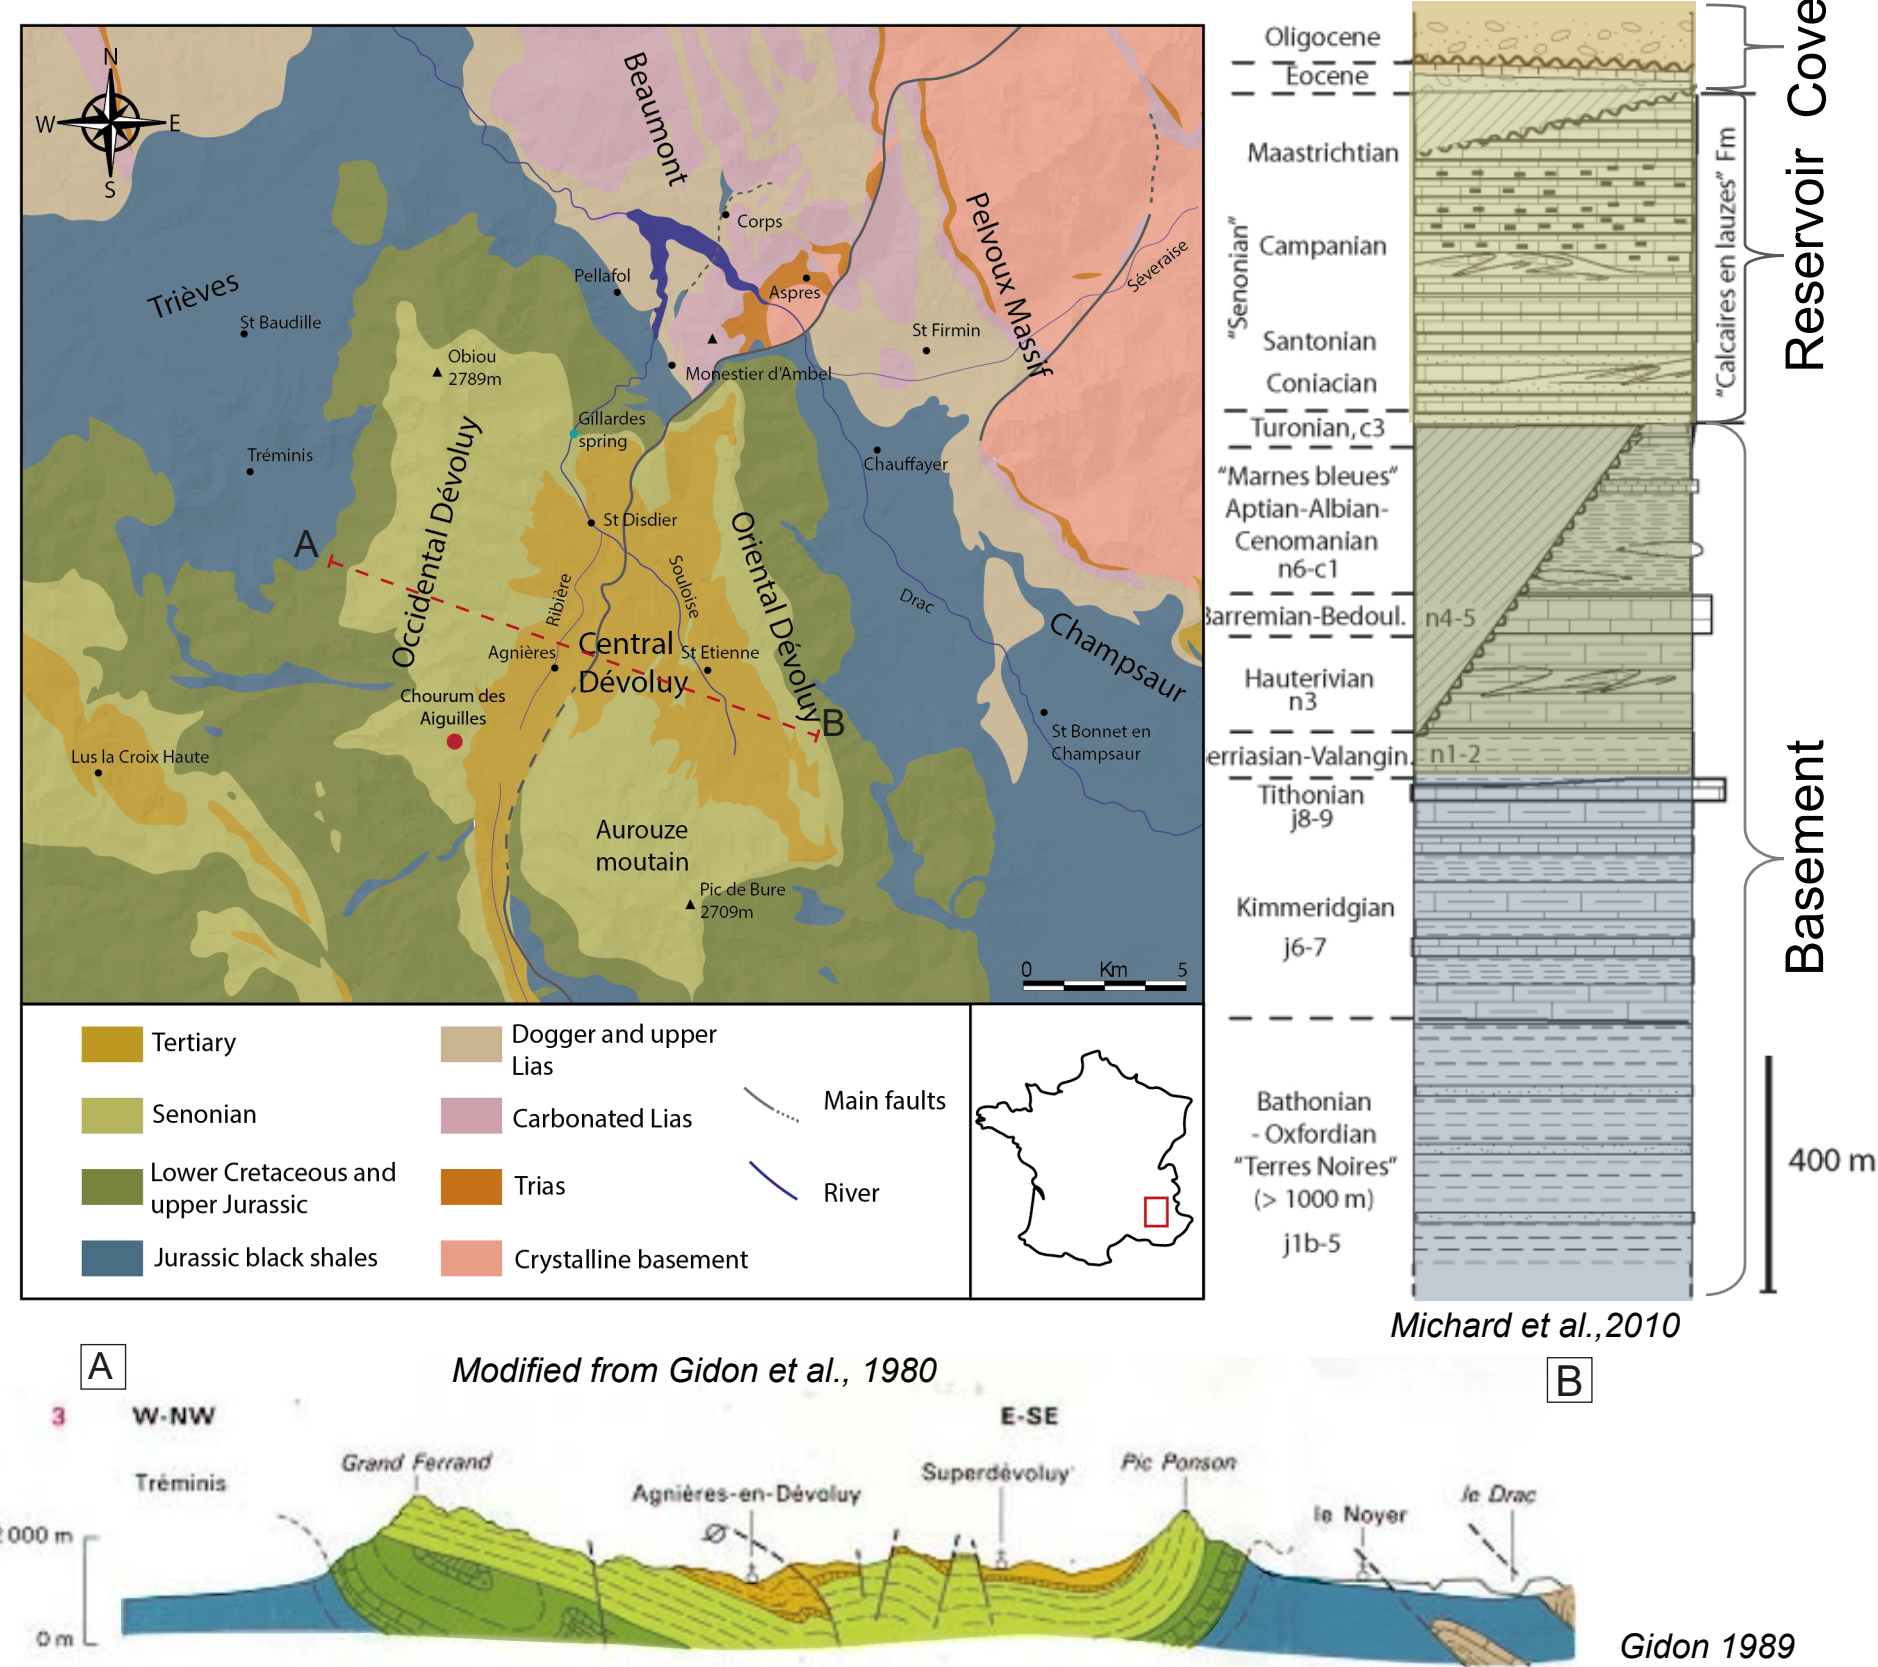 N
W
E
S
Beaumont
Corps
Pellafol
Aspres
Pelvoux Massif
Séveraise
Trièves
St Baudille
Obiou
2789m
St Firmin
Monestier d'Ambel
Gillardes
spring
Chauffayer
Tréminis
Occidental Dévoluy
St Disdier
Oriental Dévoluy
A
Ribière
Souloise
Drac
Champsaur
Central
Dévoluy
Agnières
St Etienne
B
Chourum des
Aiguilles
St Bonnet en
Champsaur
Lus la Croix Haute
Aurouze
moutain
Pic de Bure
2709m
0 Km 5
Tertiary
Senonian
Lower Cretaceous and
upper Jurassic
Jurassic black shales
Dogger and upper
Lias
Carbonated Lias
Trias
Crystalline basement
Main faults
River
Oligocene
Eocene
Maastrichtian
"Senonian"
Campanian
Santonian
Coniacian
Turonian, c3
"Marnes bleues"
Aptian-Albian-
Cenomanian
n6-c1
Barremian-Bedoul.
n4-5
Hauterivian
n3
erriasian-Valangin.
n1-2
Tithonian
j8-9
Kimmeridgian
j6-7
Bathonian
- Oxfordian
"Terres Noires"
(> 1000 m)
j1b-5
"Calcaires en lauzes" Fm
Cove
Reservoir
Basement
400 m
Michard et al.,2010
A
Modified from Gidon et al., 1980
B
3
W-NW
E-SE
Tréminis
Grand Ferrand
Agnières-en-Dévoluy
Superdévoluy
Pic Ponson
le Noyer
le Drac
2000 m
0 m
Gidon 1989